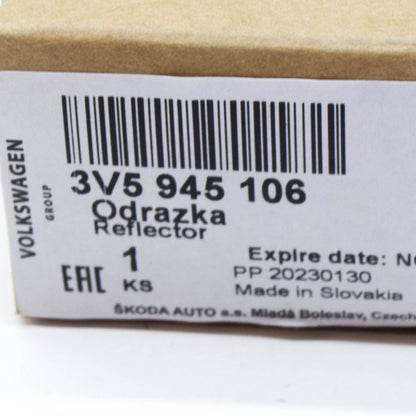 VOLKSWAGEN
GROUP
3V5 945 106
Odrazka
Reflector
1
KS
EAC
Expire date:
PP 20230130
Made in Slovakia
ŠKODA AUTO a.s. Mladá Boleslav, Czech